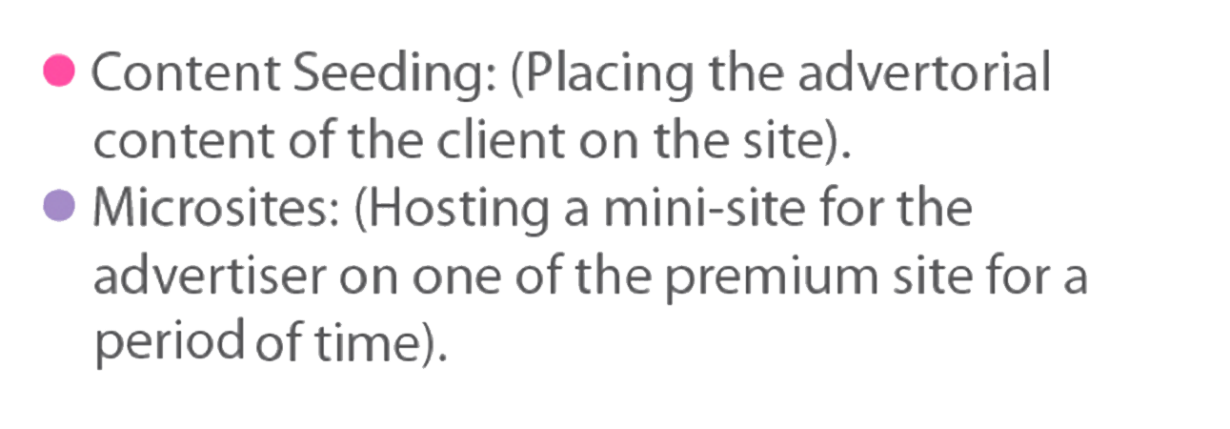 Content Seeding: (Placing the advertorial
content of the client on the site).
Microsites: (Hosting a mini-site for the
advertiser on one of the premium site for a
period of time).